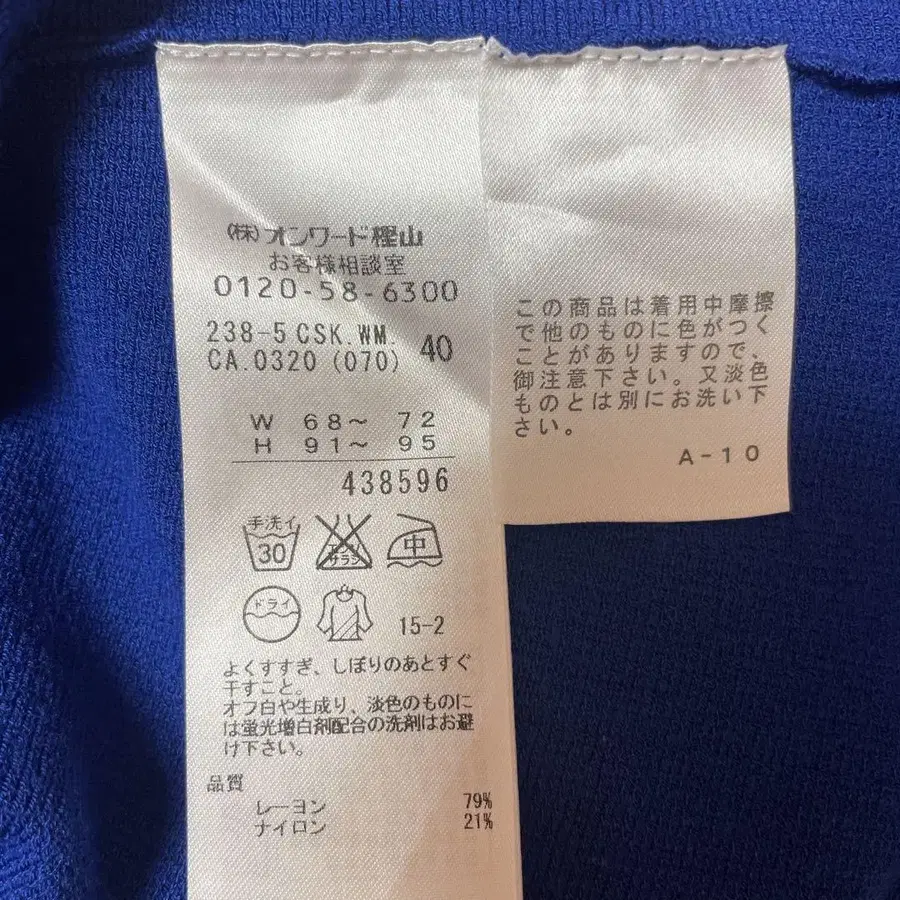 (株)オンワード樫山
お客様相談室
0120-58-6300
238-5 CSK.WM. 40
CA.0320 (070)
W 68〜 72
H 91〜 95
438596
手洗イ
30
中
ドライ
15-2
よくすすぎ、しぼりのあとすぐ
干すこと。
オフ白や生成り、淡色のものに
は蛍光増白剤配合の洗剤はお避
け下さい。
品質
レーヨン 79%
ナイロン 21%
この商品は着用中摩擦
で他のものに色がつく
ことがありますので、
御注意下さい。又淡色
ものとは別にお洗い下
さい。
A-10